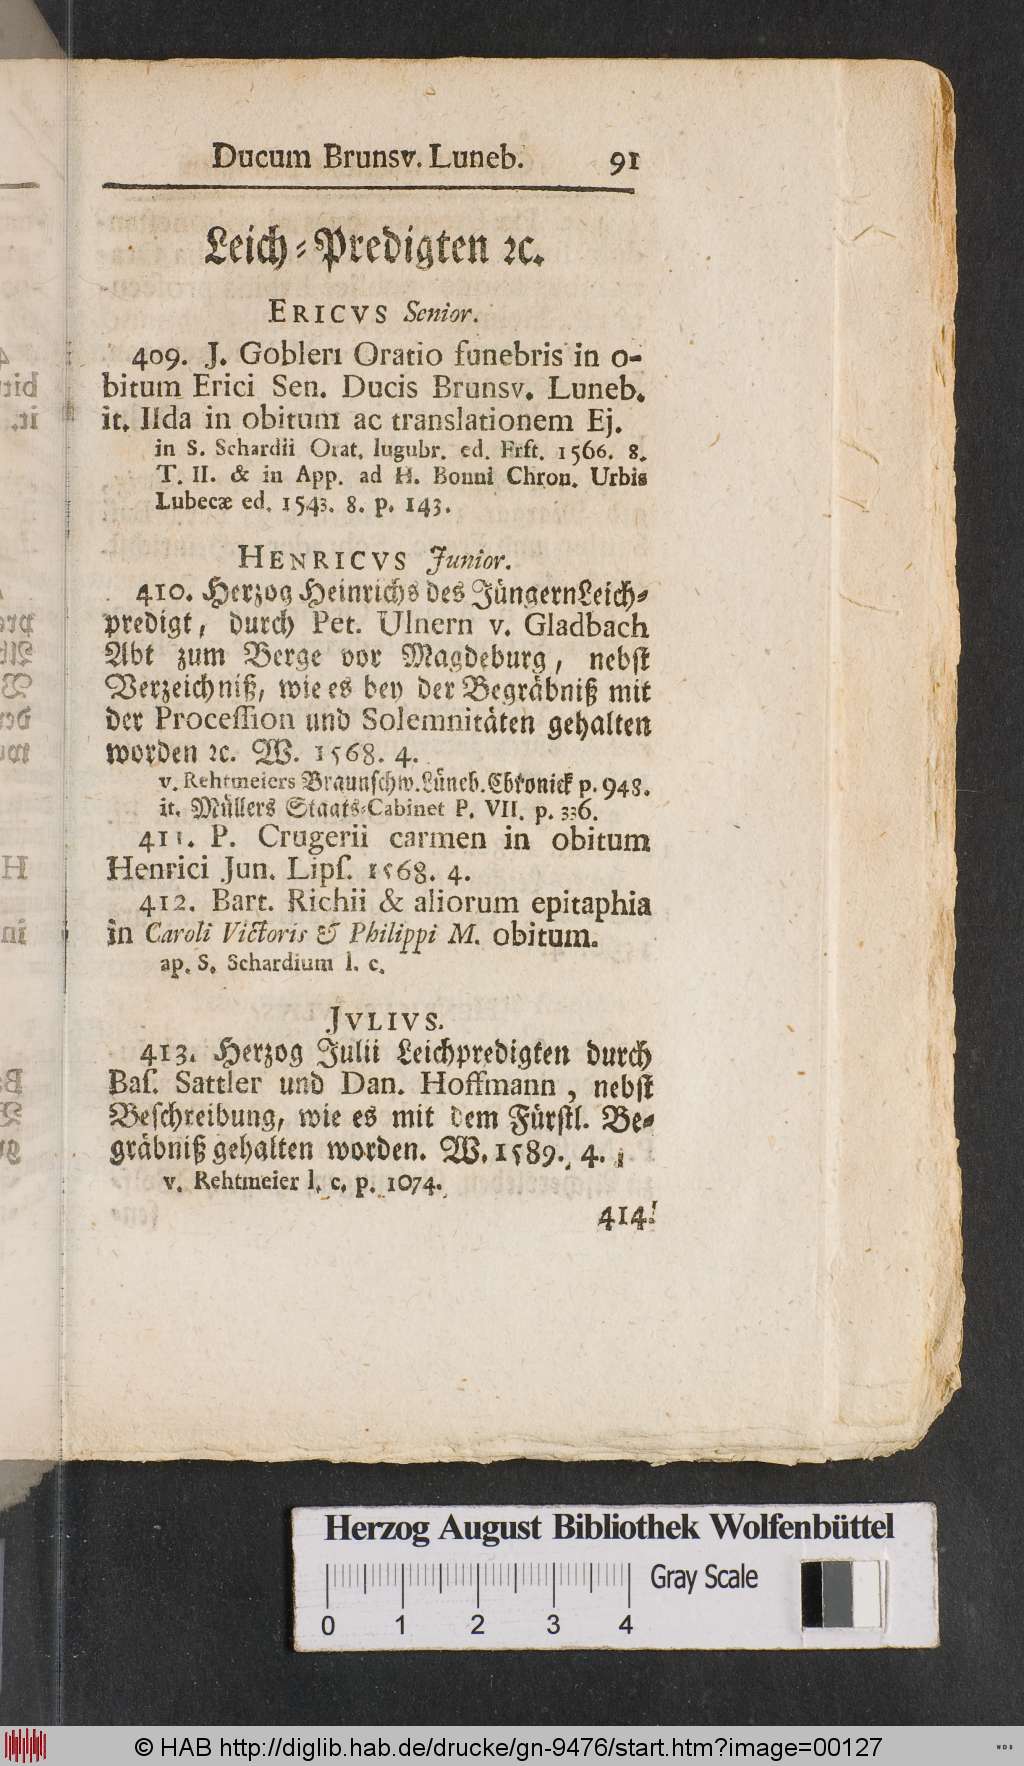 Ducum Brunsv. Luneb. 91
Leich-Predigten ꝛc.
ERICVS Senior.
409. J. Gobleri Oratio funebris in o-
bitum Erici Sen. Ducis Brunsv. Luneb.
it. IIda in obitum ac translationem Ej.
in S. Schardii Orat. lugubr. ed. Frft. 1566. 8.
T. II. & in App. ad H. Bonni Chron. Urbis
Lubecæ ed. 1543. 8. p. 143.
HENRICVS Junior.
410. Herzog Heinrichs des Jüngern Leich-
predigt, durch Pet. Ulnern v. Gladbach
Abt zum Berge vor Magdeburg, nebst
Verzeichniß, wie es bey der Begräbniß mit
der Procession und Solemnitäten gehalten
worden ꝛc. W. 1568. 4.
v. Rehtmeiers Braunschw. Lüneb. Chronick p. 948.
it. Müllers Staats-Cabinet P. VII. p. 336.
411. P. Crugerii carmen in obitum
Henrici Jun. Lipſ. 1568. 4.
412. Bart. Richii & aliorum epitaphia
in Caroli Victoris & Philippi M. obitum.
ap. S. Schardium l. c.
JVLIVS.
413. Herzog Julii Leichpredigten durch
Baſ. Sattler und Dan. Hoffmann, nebst
Beschreibung, wie es mit dem Fürstl. Be-
gräbniß gehalten worden. W. 1589. 4.
v. Rehtmeier l. c. p. 1074.
414.
Herzog August Bibliothek Wolfenbüttel
Gray Scale
0 1 2 3 4
© HAB http://diglib.hab.de/drucke/gn-9476/start.htm?image=00127